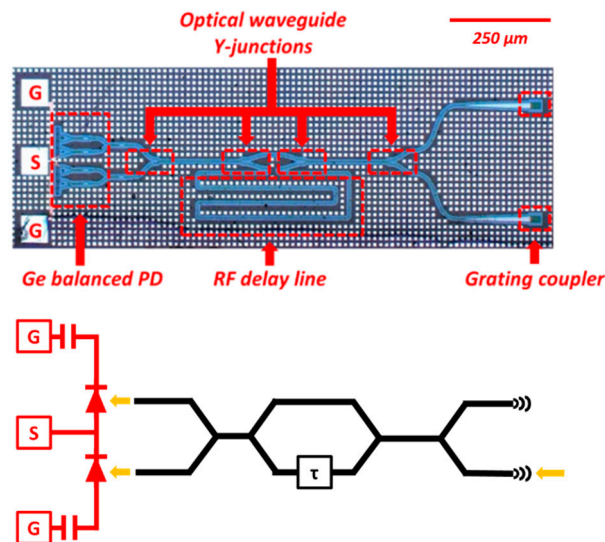 Optical waveguide
Y-junctions
250 μm
G
S
G
Ge balanced PD
RF delay line
Grating coupler
G
S
τ
G